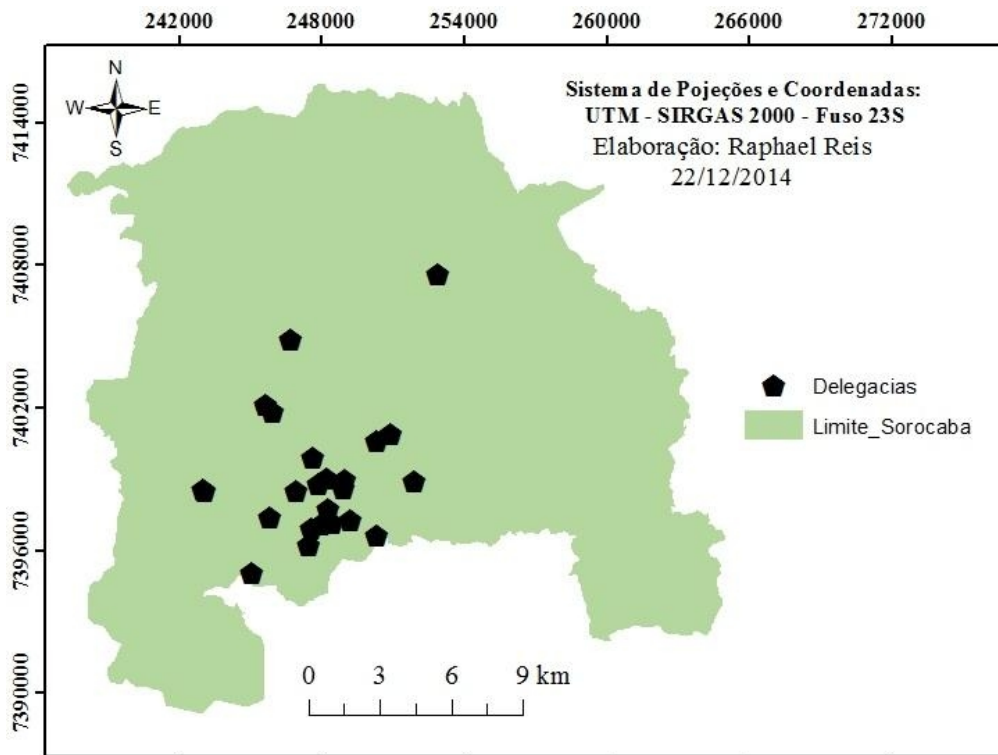 242000 248000 254000 260000 266000 272000
N
W E
S
Sistema de Pojeções e Coordenadas:
UTM - SIRGAS 2000 - Fuso 23S
Elaboração: Raphael Reis
22/12/2014
7414000
7408000
7402000
7396000
7390000
Delegacias
Limite_Sorocaba
0 3 6 9 km